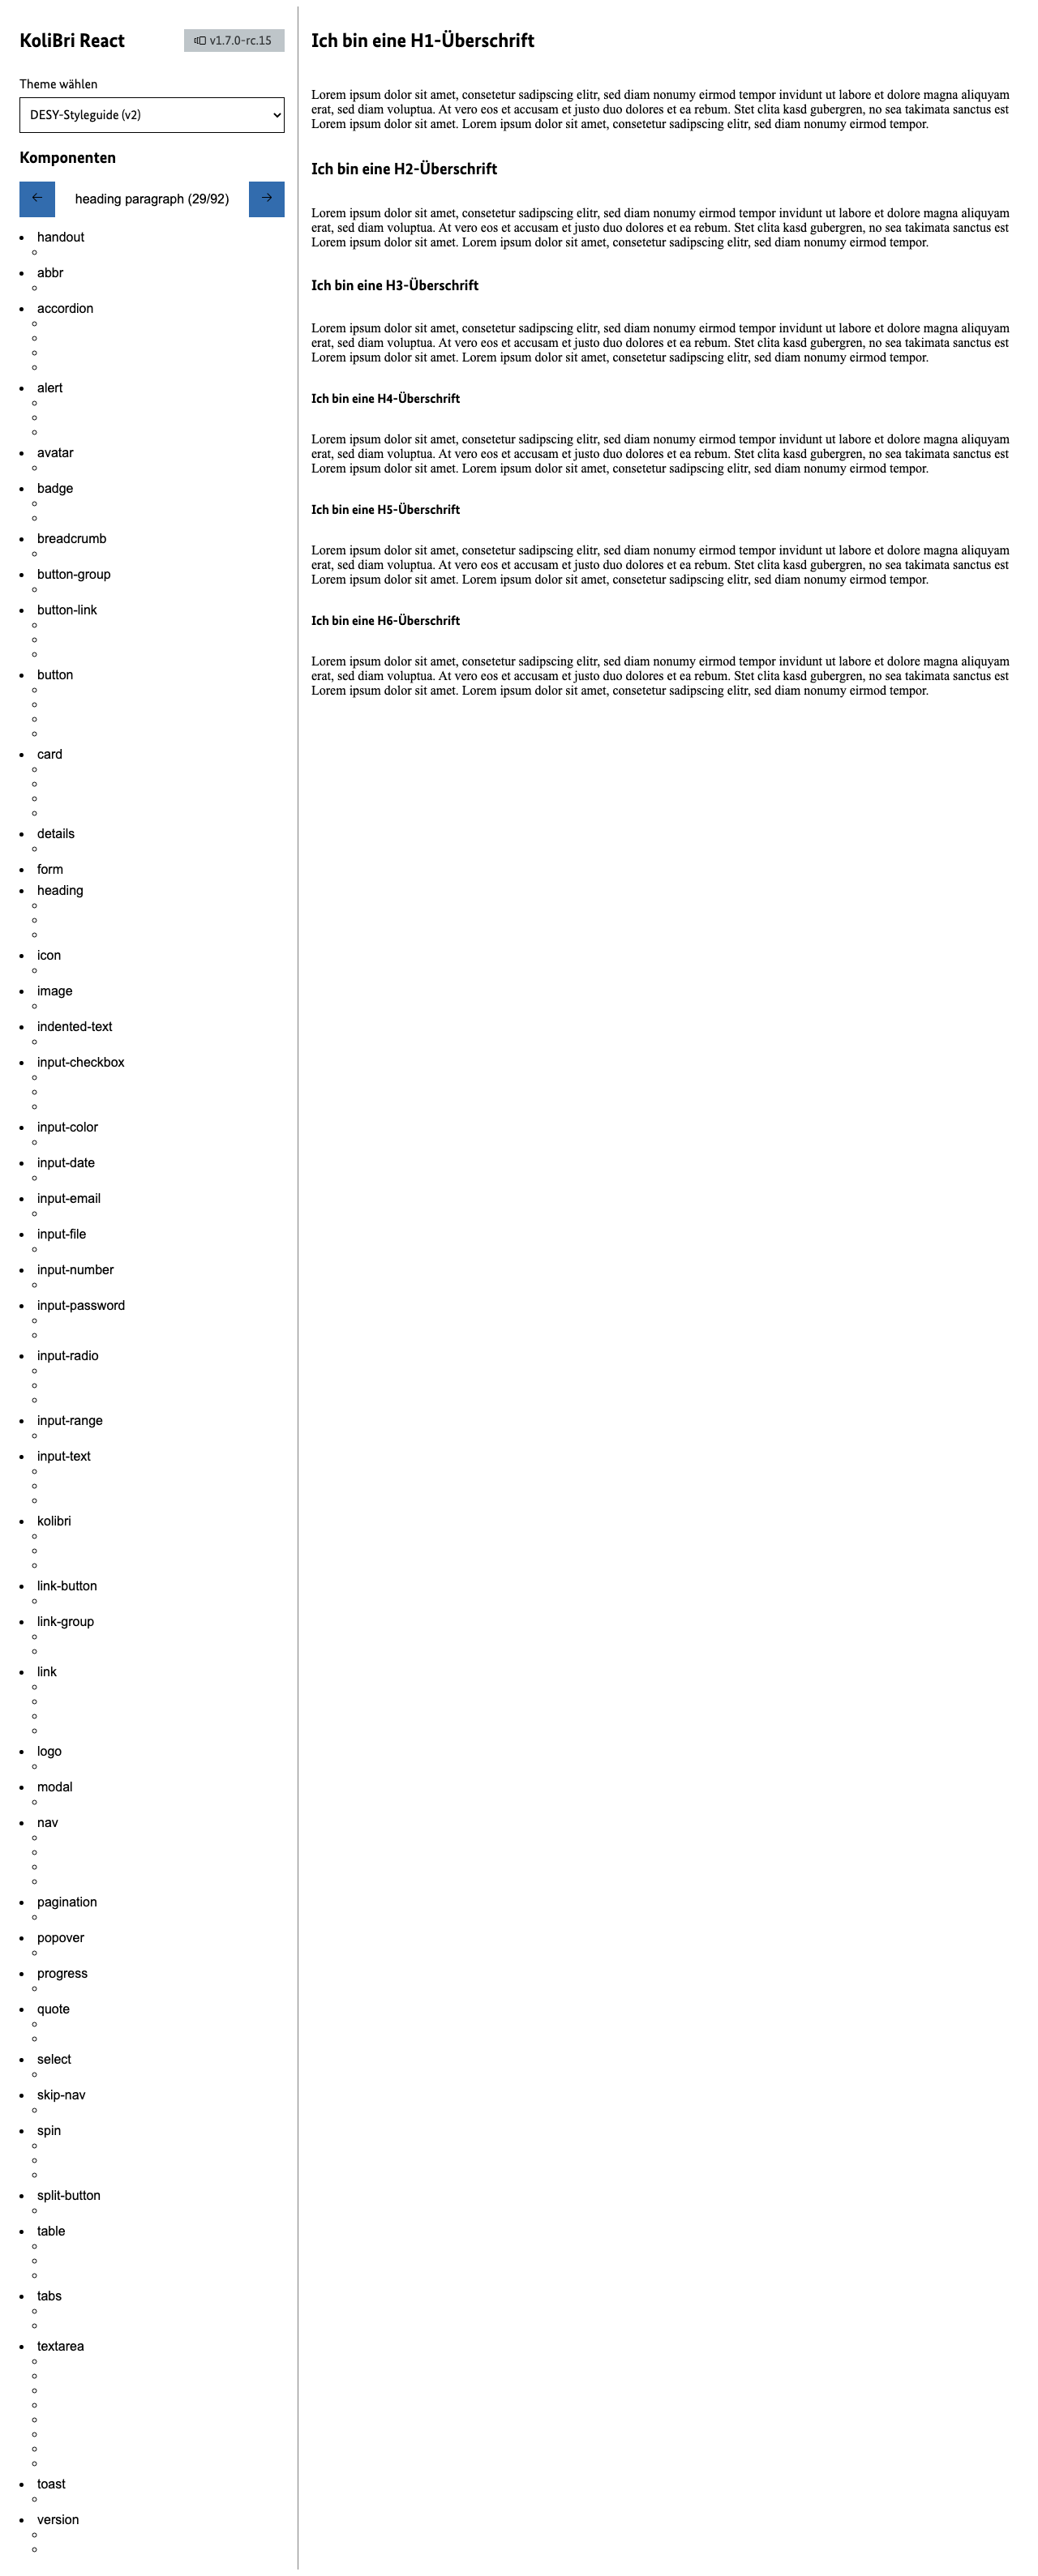 KoliBri React
v1.7.0-rc.15
Theme wählen
DESY-Styleguide (v2)
Komponenten
heading paragraph (29/92)
handout
abbr
accordion
alert
avatar
badge
breadcrumb
button-group
button-link
button
card
details
form
heading
icon
image
indented-text
input-checkbox
input-color
input-date
input-email
input-file
input-number
input-password
input-radio
input-range
input-text
kolibri
link-button
link-group
link
logo
modal
nav
pagination
popover
progress
quote
select
skip-nav
spin
split-button
table
tabs
textarea
toast
version
Ich bin eine H1-Überschrift
Lorem ipsum dolor sit amet, consetetur sadipscing elitr, sed diam nonumy eirmod tempor invidunt ut labore et dolore magna aliquyam
erat, sed diam voluptua. At vero eos et accusam et justo duo dolores et ea rebum. Stet clita kasd gubergren, no sea takimata sanctus est
Lorem ipsum dolor sit amet. Lorem ipsum dolor sit amet, consetetur sadipscing elitr, sed diam nonumy eirmod tempor.
Ich bin eine H2-Überschrift
Lorem ipsum dolor sit amet, consetetur sadipscing elitr, sed diam nonumy eirmod tempor invidunt ut labore et dolore magna aliquyam
erat, sed diam voluptua. At vero eos et accusam et justo duo dolores et ea rebum. Stet clita kasd gubergren, no sea takimata sanctus est
Lorem ipsum dolor sit amet. Lorem ipsum dolor sit amet, consetetur sadipscing elitr, sed diam nonumy eirmod tempor.
Ich bin eine H3-Überschrift
Lorem ipsum dolor sit amet, consetetur sadipscing elitr, sed diam nonumy eirmod tempor invidunt ut labore et dolore magna aliquyam
erat, sed diam voluptua. At vero eos et accusam et justo duo dolores et ea rebum. Stet clita kasd gubergren, no sea takimata sanctus est
Lorem ipsum dolor sit amet. Lorem ipsum dolor sit amet, consetetur sadipscing elitr, sed diam nonumy eirmod tempor.
Ich bin eine H4-Überschrift
Lorem ipsum dolor sit amet, consetetur sadipscing elitr, sed diam nonumy eirmod tempor invidunt ut labore et dolore magna aliquyam
erat, sed diam voluptua. At vero eos et accusam et justo duo dolores et ea rebum. Stet clita kasd gubergren, no sea takimata sanctus est
Lorem ipsum dolor sit amet. Lorem ipsum dolor sit amet, consetetur sadipscing elitr, sed diam nonumy eirmod tempor.
Ich bin eine H5-Überschrift
Lorem ipsum dolor sit amet, consetetur sadipscing elitr, sed diam nonumy eirmod tempor invidunt ut labore et dolore magna aliquyam
erat, sed diam voluptua. At vero eos et accusam et justo duo dolores et ea rebum. Stet clita kasd gubergren, no sea takimata sanctus est
Lorem ipsum dolor sit amet. Lorem ipsum dolor sit amet, consetetur sadipscing elitr, sed diam nonumy eirmod tempor.
Ich bin eine H6-Überschrift
Lorem ipsum dolor sit amet, consetetur sadipscing elitr, sed diam nonumy eirmod tempor invidunt ut labore et dolore magna aliquyam
erat, sed diam voluptua. At vero eos et accusam et justo duo dolores et ea rebum. Stet clita kasd gubergren, no sea takimata sanctus est
Lorem ipsum dolor sit amet. Lorem ipsum dolor sit amet, consetetur sadipscing elitr, sed diam nonumy eirmod tempor.